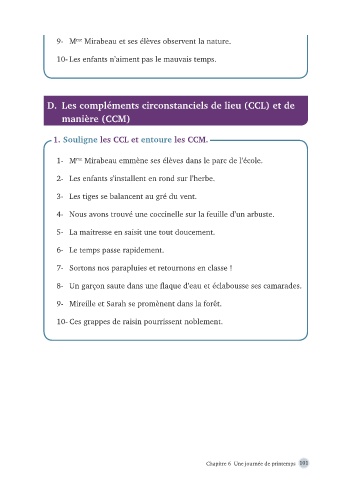 9- Mme Mirabeau et ses élèves observent la nature.
10- Les enfants n'aiment pas le mauvais temps.
D. Les compléments circonstanciels de lieu (CCL) et de
manière (CCM)
1. Souligne les CCL et entoure les CCM.
1- Mme Mirabeau emmène ses élèves dans le parc de l'école.
2- Les enfants s'installent en rond sur l'herbe.
3- Les tiges se balancent au gré du vent.
4- Nous avons trouvé une coccinelle sur la feuille d'un arbuste.
5- La maitresse en saisit une tout doucement.
6- Le temps passe rapidement.
7- Sortons nos parapluies et retournons en classe !
8- Un garçon saute dans une flaque d'eau et éclabousse ses camarades.
9- Mireille et Sarah se promènent dans la forêt.
10- Ces grappes de raisin pourrissent noblement.
Chapitre 6 Une journée de printemps 101